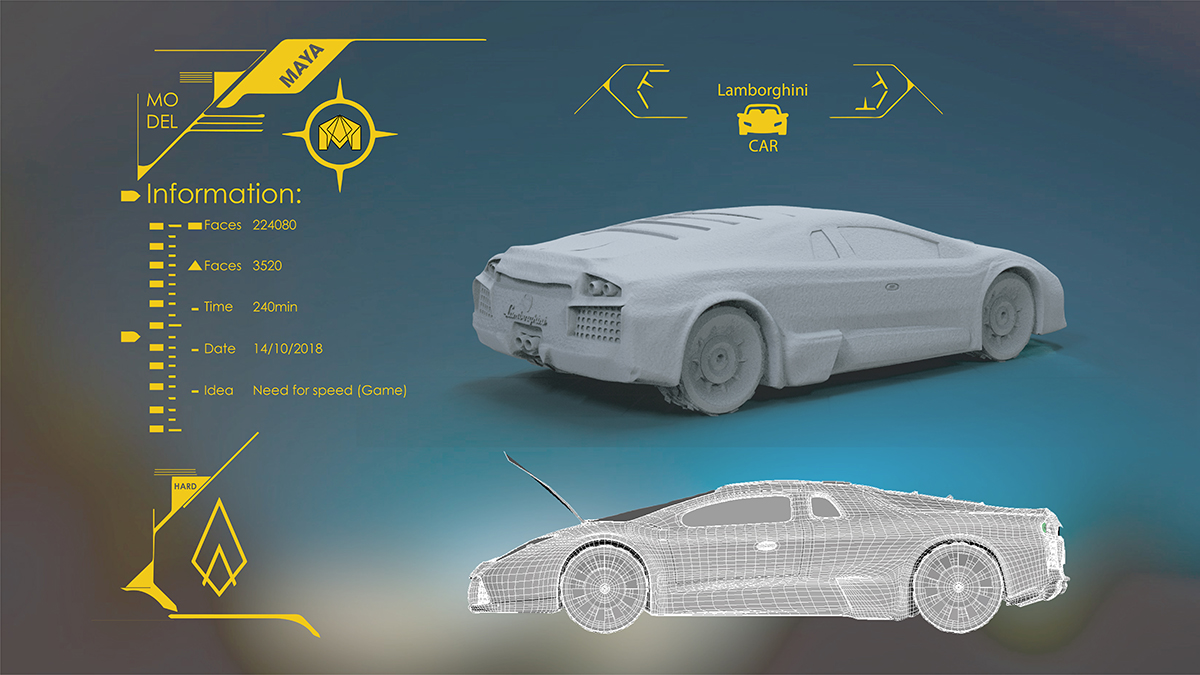 MAYA
MO
DEL
Lamborghini
CAR
Information:
Faces 224080
Faces 3520
Time 240min
Date 14/10/2018
Idea Need for speed (Game)
HARD
Lamborghini